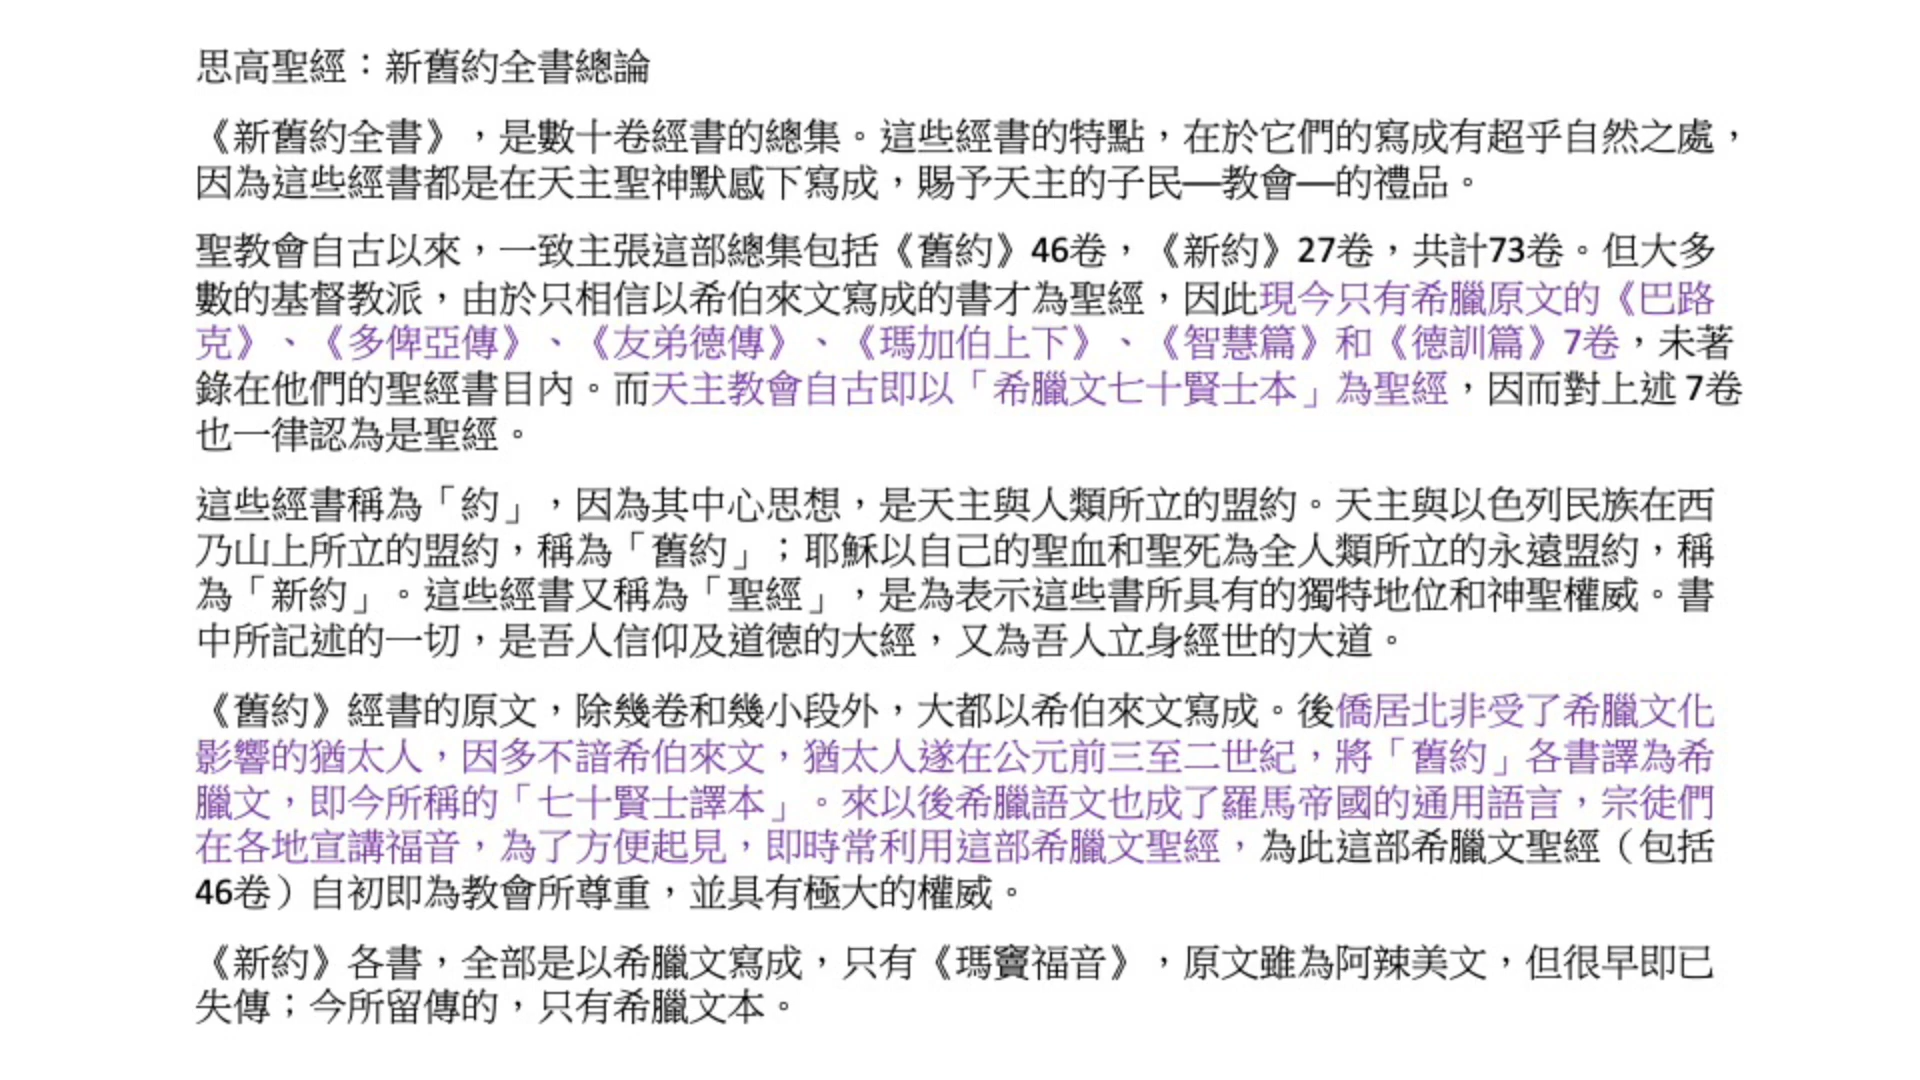 思高聖經：新舊約全書總論
《新舊約全書》，是數十卷經書的總集。這些經書的特點，在於它們的寫成有超乎自然之處，
因為這些經書都是在天主聖神默感下寫成，賜予天主的子民—教會—的禮品。
聖教會自古以來，一致主張這部總集包括《舊約》46卷，《新約》27卷，共計73卷。但大多
數的基督教派，由於只相信以希伯來文寫成的書才為聖經，因此現今只有希臘原文的《巴路
克》、《多俾亞傳》、《友弟德傳》、《瑪加伯上下》、《智慧篇》和《德訓篇》7卷，未著
錄在他們的聖經書目內。而天主教會自古即以「希臘文七十賢士本」為聖經，因而對上述 7卷
也一律認為是聖經。
這些經書稱為「約」，因為其中心思想，是天主與人類所立的盟約。天主與以色列民族在西
乃山上所立的盟約，稱為「舊約」；耶穌以自己的聖血和聖死為全人類所立的永遠盟約，稱
為「新約」。這些經書又稱為「聖經」，是為表示這些書所具有的獨特地位和神聖權威。書
中所記述的一切，是吾人信仰及道德的大經，又為吾人立身經世的大道。
《舊約》經書的原文，除幾卷和幾小段外，大都以希伯來文寫成。後僑居北非受了希臘文化
影響的猶太人，因多不諳希伯來文，猶太人遂在公元前三至二世紀，將「舊約」各書譯為希
臘文，即今所稱的「七十賢士譯本」。來以後希臘語文也成了羅馬帝國的通用語言，宗徒們
在各地宣講福音，為了方便起見，即時常利用這部希臘文聖經，為此這部希臘文聖經（包括
46卷）自初即為教會所尊重，並具有極大的權威。
《新約》各書，全部是以希臘文寫成，只有《瑪竇福音》，原文雖為阿辣美文，但很早即已
失傳；今所留傳的，只有希臘文本。